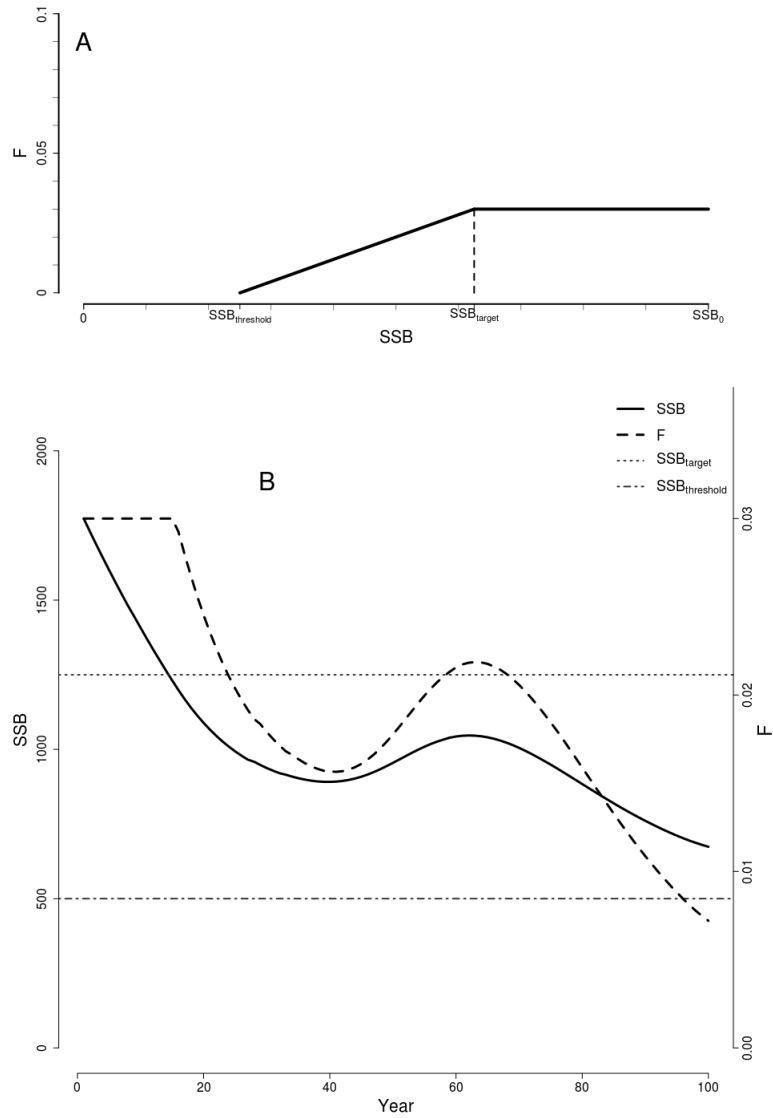 A
0.1
0.05
0
F
0 SSBthreshold SSBtarget SSB0
SSB
SSB
F
SSBtarget
SSBthreshold
B
2000
1500
1000
500
0
SSB
0.03
0.02
0.01
0.00
F
0 20 40 60 80 100
Year